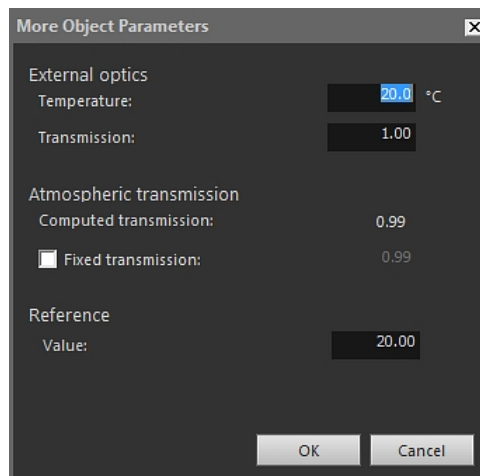 More Object Parameters
External optics
Temperature: 20.0 °C
Transmission: 1.00
Atmospheric transmission
Computed transmission: 0.99
Fixed transmission: 0.99
Reference
Value: 20.00
OK Cancel